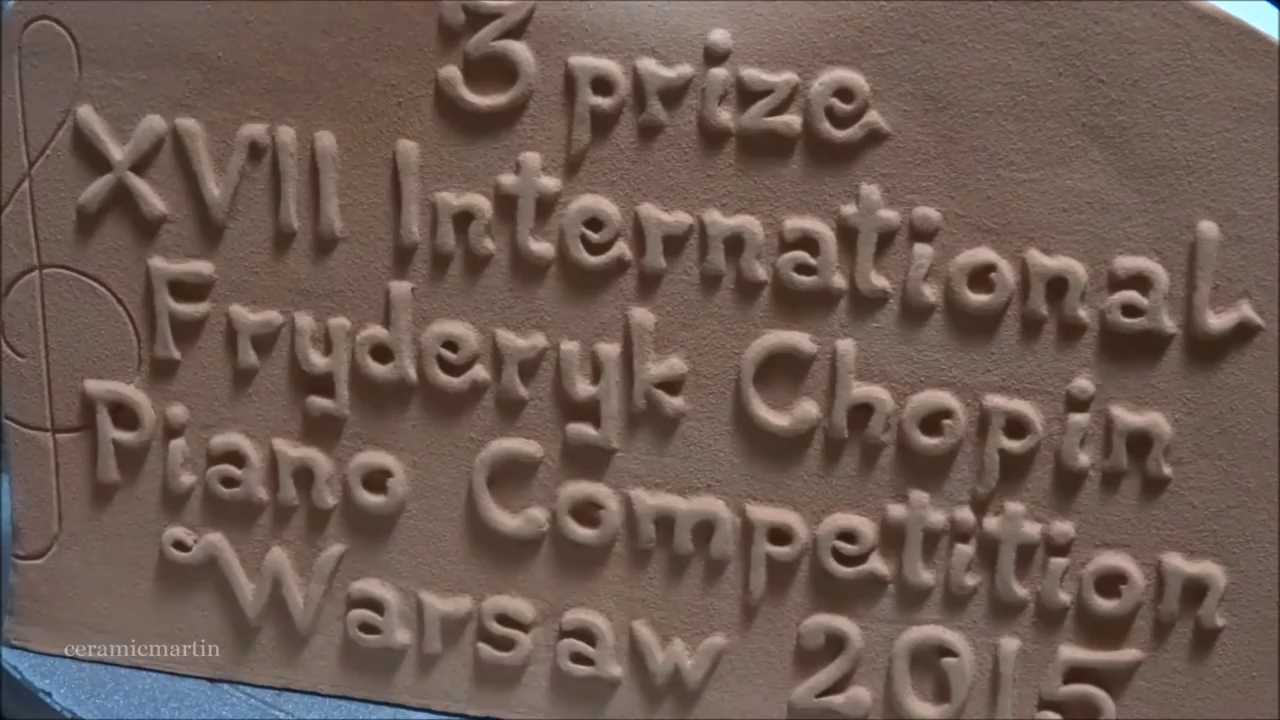 3 prize
XVII International
Fryderyk Chopin
Piano Competition
Warsaw 2015
ceramicmartin